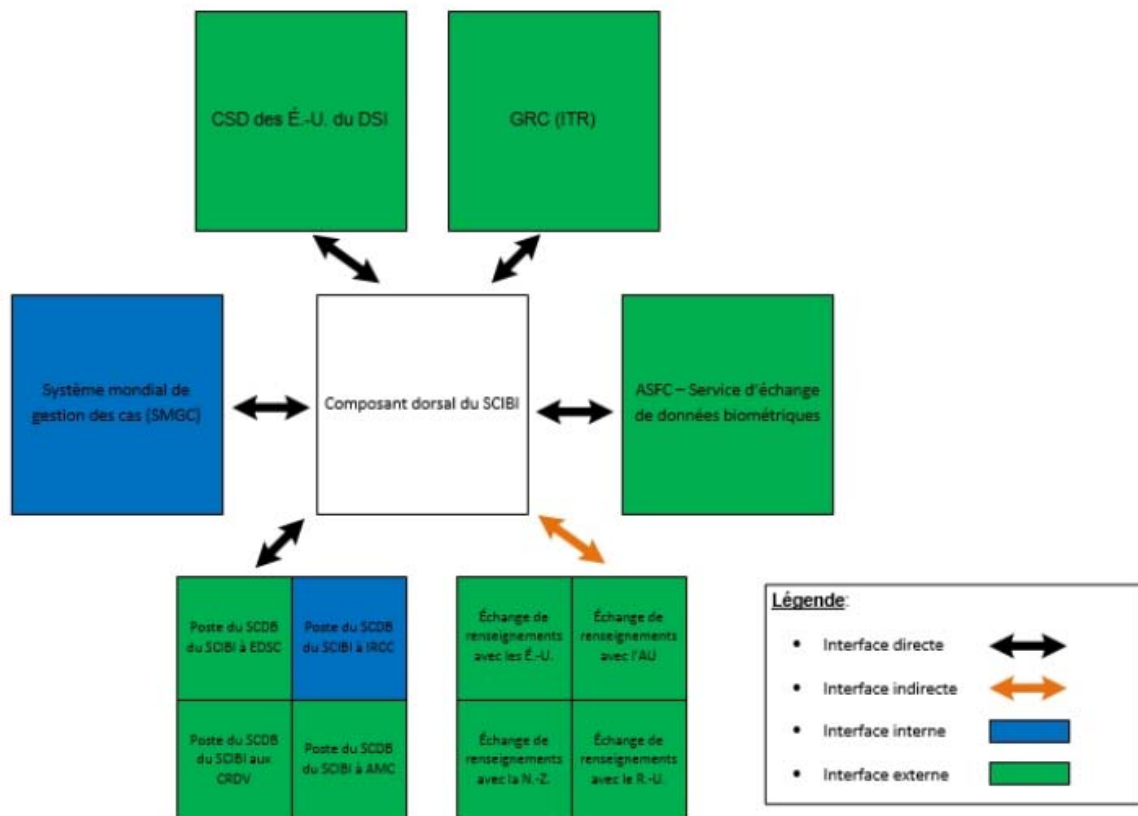 CSD des É.-U. du DSI
GRC (ITR)
Système mondial de
gestion des cas (SMGC)
Composant dorsal du SCIBI
ASFC – Service d'échange
de données biométriques
Poste du SCDB
du SCIBI à EDSC
Poste du SCDB
du SCIBI à IRCC
Poste du SCDB
du SCIBI aux
CRDV
Poste du SCDB
du SCIBI à AMC
Échange de
renseignements
avec les É.-U.
Échange de
renseignements
avec l'AU
Échange de
renseignements
avec la N.-Z.
Échange de
renseignements
avec le R.-U.
Légende:
• Interface directe
• Interface indirecte
• Interface interne
• Interface externe